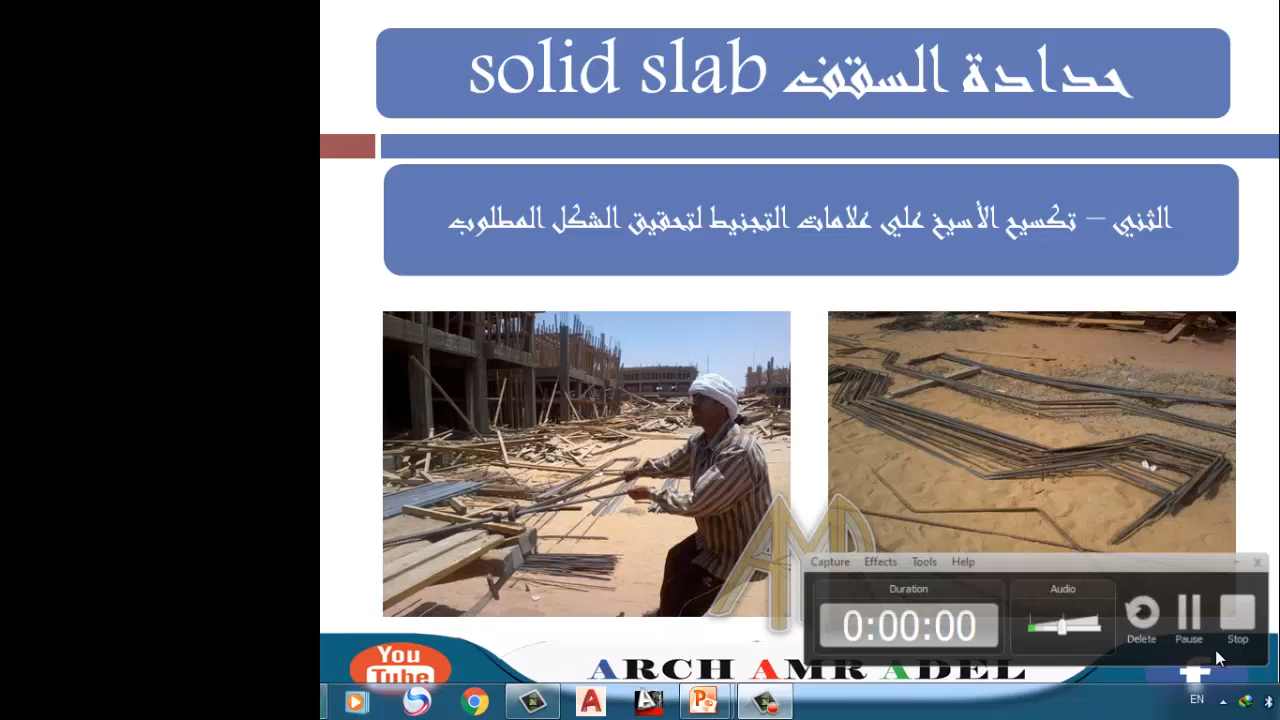 حدادة السقف solid slab
الثني – تكسيح الأسيخ علي علامات التجنيط لتحقيق الشكل المطلوب
AMR
Capture Effects Tools Help
Duration
Audio
0:00:00
Delete Pause Stop
You
Tube
ARCH AMR ADEL
f
EN